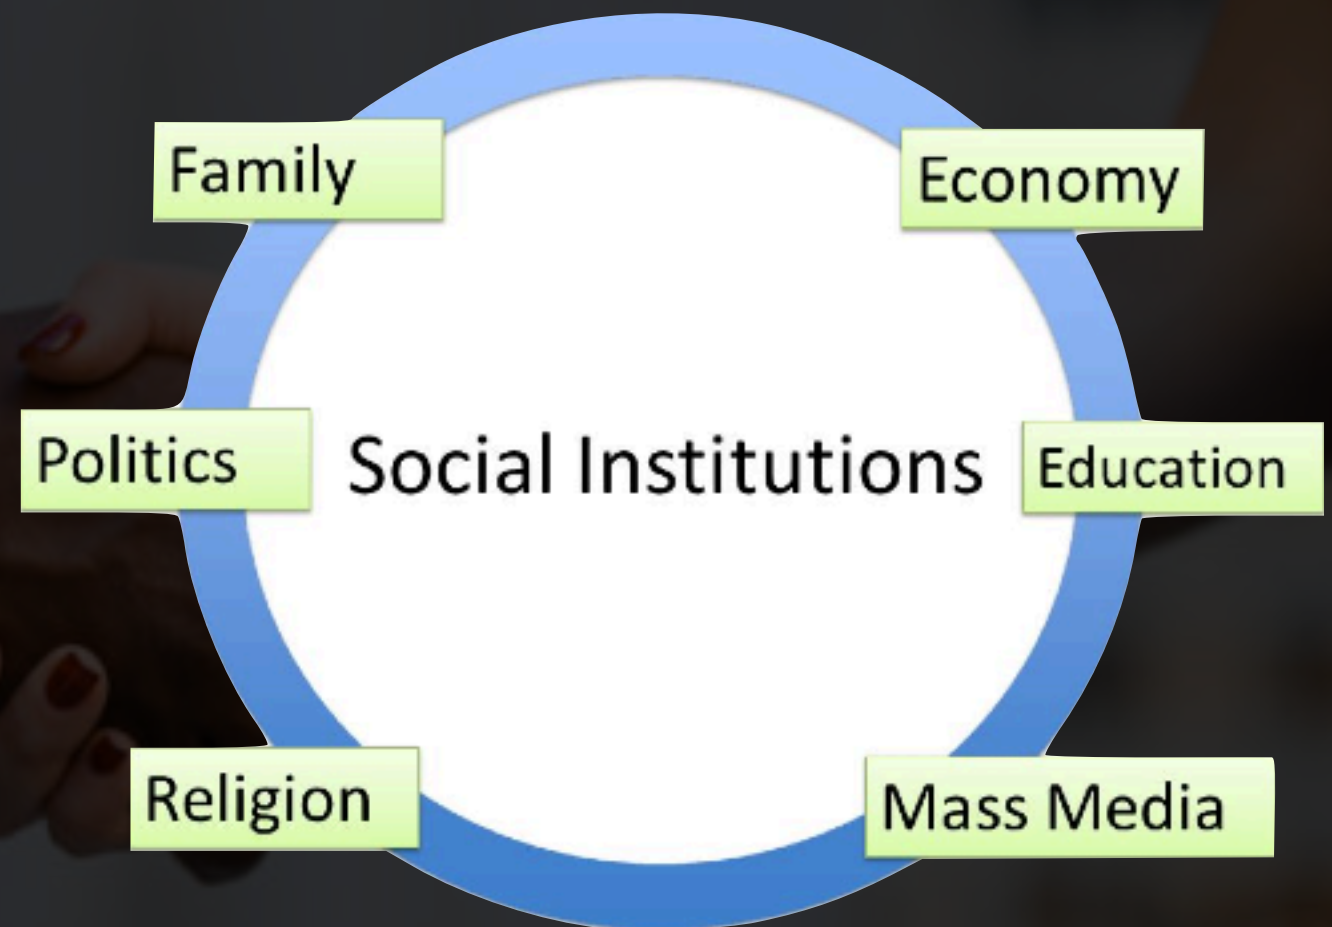 Family
Economy
Politics
Social Institutions
Education
Religion
Mass Media